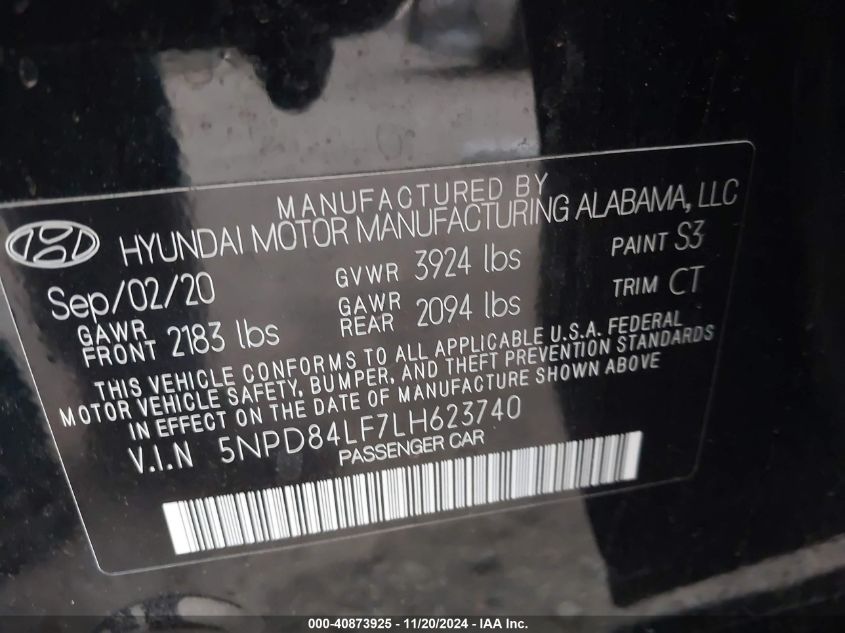 MANUFACTURED BY
HYUNDAI MOTOR MANUFACTURING ALABAMA, LLC
Sep/02/20 GVWR 3924 lbs PAINT S3
GAWR FRONT 2183 lbs GAWR REAR 2094 lbs TRIM CT
THIS VEHICLE CONFORMS TO ALL APPLICABLE U.S.A. FEDERAL
MOTOR VEHICLE SAFETY, BUMPER, AND THEFT PREVENTION STANDARDS
IN EFFECT ON THE DATE OF MANUFACTURE SHOWN ABOVE
V.I.N 5NPD84LF7LH623740
PASSENGER CAR
000-40873925 - 11/20/2024 - IAA Inc.